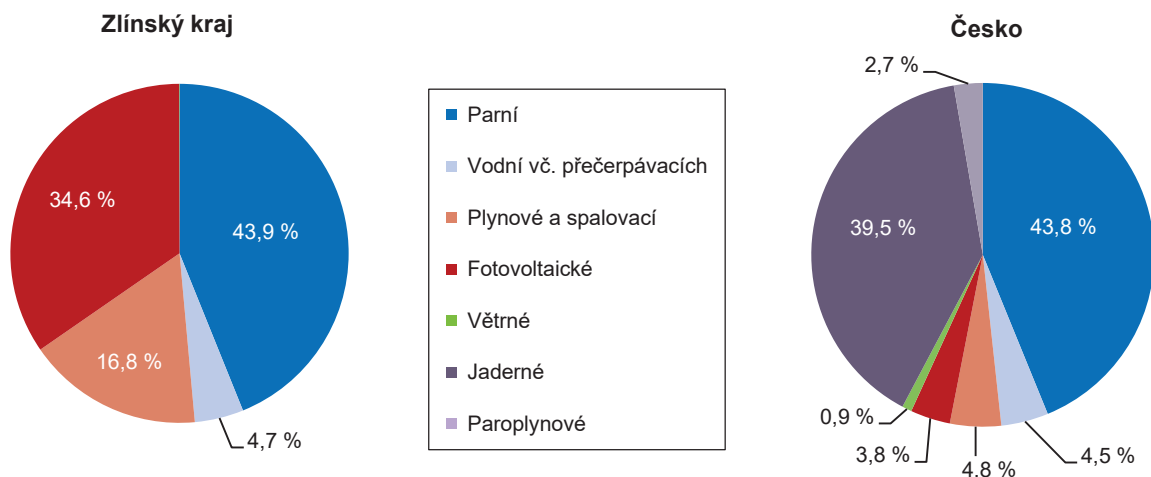 Zlínský kraj
34,6 %
43,9 %
16,8 %
4,7 %
Parní
Vodní vč. přečerpávacích
Plynové a spalovací
Fotovoltaické
Větrné
Jaderné
Paroplynové
Česko
2,7 %
39,5 %
43,8 %
0,9 %
3,8 %
4,8 %
4,5 %